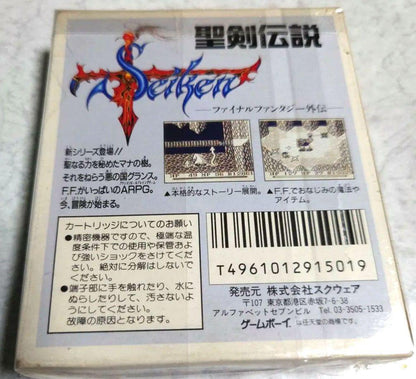 聖剣伝説
Seiken
ーファイナルファンタジー外伝ー
新シリーズ登場!!
聖なる力を秘めたマナの樹。
それをねらう悪の国グランス。
F.F.がいっぱいのARPG。
今、冒険が始まる。
▲本格的なストーリー展開。
▲F.F.でおなじみの魔法や
アイテム。
カートリッジについてのお願い
●精密機器ですので、極端な温
度条件下での使用や保管およ
び強いショックをさけてくだ
さい。絶対に分解はしないで
ください。
●端子部に手を触れたり、水に
ぬらしたりして、汚さないよ
うにしてください。
故障の原因となります。
T4961012915019
発売元 株式会社スクウェア
〒107 東京都港区赤坂7-6-38
アルファベットセブンビル Tel. 03-3505-1533
ゲームボーイ は任天堂の商標です。